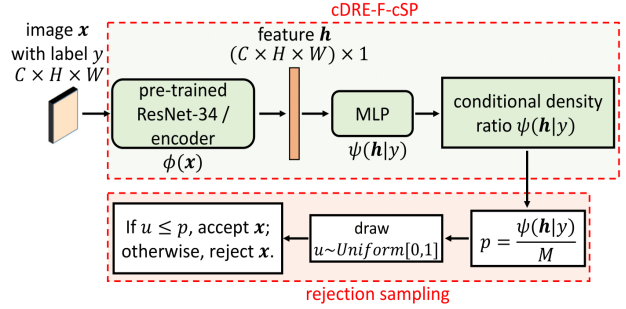 cDRE-F-cSP
image x
with label y
C × H × W
pre-trained
ResNet-34 /
encoder
ϕ(x)
feature h
(C × H × W) × 1
MLP
ψ(h|y)
conditional density
ratio ψ(h|y)
If u ≤ p, accept x;
otherwise, reject x.
draw
u~Uniform[0,1]
p = ψ(h|y) / M
rejection sampling